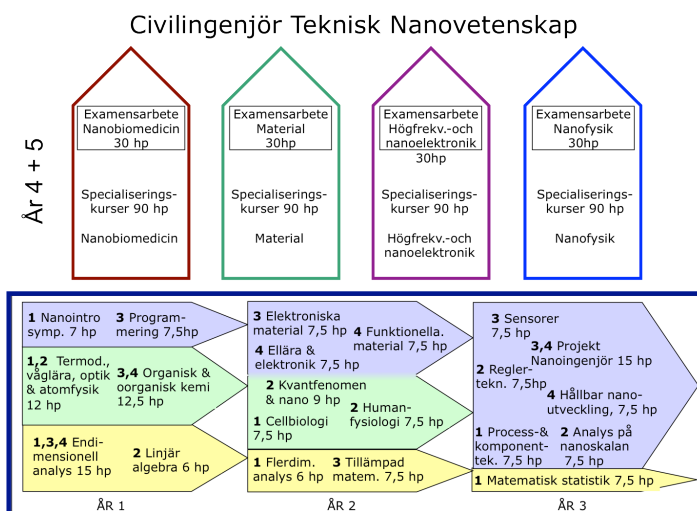 Civilingenjör Teknisk Nanovetenskap
År 4 + 5
Examensarbete
Nanobiomedicin
30 hp
Specialiserings-
kurser 90 hp
Nanobiomedicin
Examensarbete
Material
30hp
Specialiserings-
kurser 90 hp
Material
Examensarbete
Högfrekv.-och
nanoelektronik
30hp
Specialiserings-
kurser 90 hp
Högfrekv.-och
nanoelektronik
Examensarbete
Nanofysik
30hp
Specialiserings-
kurser 90 hp
Nanofysik
1 Nanointro
symp. 7 hp
3 Program-
mering 7,5hp
1,2 Termod.,
våglära, optik
& atomfysik
12 hp
3,4 Organisk &
oorganisk kemi
12,5 hp
1,3,4 Endi-
mensionell
analys 15 hp
2 Linjär
algebra 6 hp
ÅR 1
3 Elektroniska
material 7,5 hp
4 Funktionella.
material 7,5 hp
4 Ellära &
elektronik 7,5 hp
2 Kvantfenomen
& nano 9 hp
1 Cellbiologi
7,5 hp
2 Human-
fysiologi 7,5 hp
1 Flerdim.
analys 6 hp
3 Tillämpad
matem. 7,5 hp
ÅR 2
3 Sensorer
7,5 hp
3,4 Projekt
Nanoingenjör 15 hp
2 Regler-
tekn. 7,5hp
4 Hållbar nano-
utveckling, 7,5 hp
1 Process-&
komponent-
tek. 7,5 hp
2 Analys på
nanoskalan
7,5 hp
1 Matematisk statistik 7,5 hp
ÅR 3